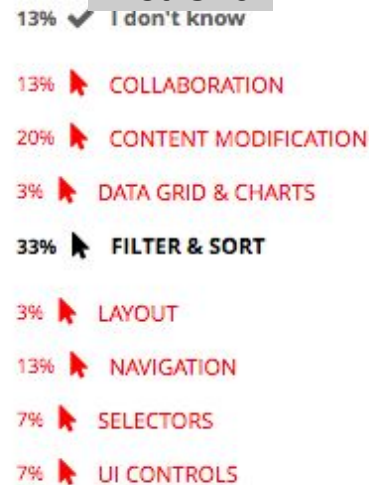 13% I don't know
13% COLLABORATION
20% CONTENT MODIFICATION
3% DATA GRID & CHARTS
33% FILTER & SORT
3% LAYOUT
13% NAVIGATION
7% SELECTORS
7% UI CONTROLS